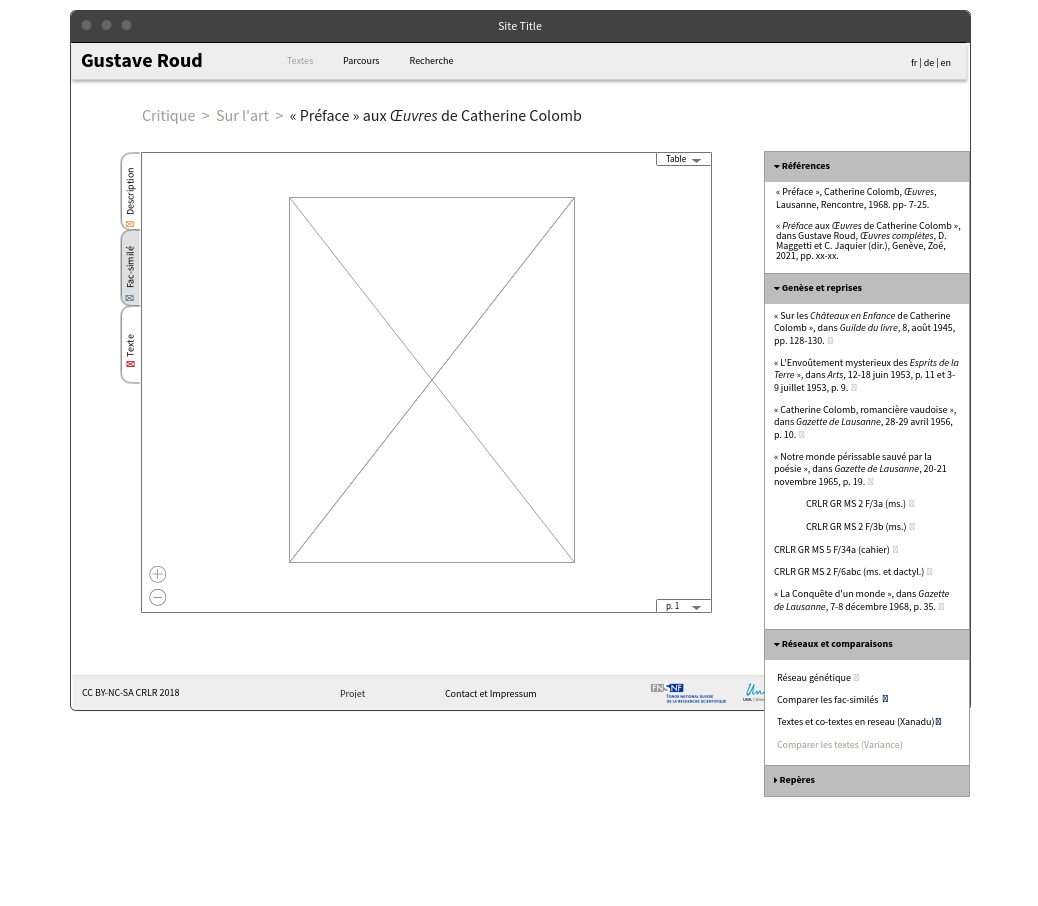 Site Title
Gustave Roud
Textes
Parcours
Recherche
fr | de | en
Critique > Sur l'art > « Préface » aux Œuvres de Catherine Colomb
Description
Fac-similé
Texte
Table
p. 1
Références
« Préface », Catherine Colomb, Œuvres,
Lausanne, Rencontre, 1968. pp- 7-25.
« Préface aux Œuvres de Catherine Colomb »,
dans Gustave Roud, Œuvres complètes, D.
Maggetti et C. Jaquier (dir.), Genève, Zoé,
2021, pp. xx-xx.
Genèse et reprises
« Sur les Châteaux en Enfance de Catherine
Colomb », dans Guilde du livre, 8, août 1945,
pp. 128-130.
« L'Envoûtement mysterieux des Esprits de la
Terre », dans Arts, 12-18 juin 1953, p. 11 et 3-
9 juillet 1953, p. 9.
« Catherine Colomb, romancière vaudoise »,
dans Gazette de Lausanne, 28-29 avril 1956,
p. 10.
« Notre monde périssable sauvé par la
poésie », dans Gazette de Lausanne, 20-21
novembre 1965, p. 19.
CRLR GR MS 2 F/3a (ms.)
CRLR GR MS 2 F/3b (ms.)
CRLR GR MS 5 F/34a (cahier)
CRLR GR MS 2 F/6abc (ms. et dactyl.)
« La Conquête d'un monde », dans Gazette
de Lausanne, 7-8 décembre 1968, p. 35.
Réseaux et comparaisons
Réseau génétique
Comparer les fac-similés
Textes et co-textes en reseau (Xanadu)
Comparer les textes (Variance)
Repères
CC BY-NC-SA CRLR 2018
Projet
Contact et Impressum
FNSNF
FONDS NATIONAL SUISSE
DE LA RECHERCHE SCIENTIFIQUE